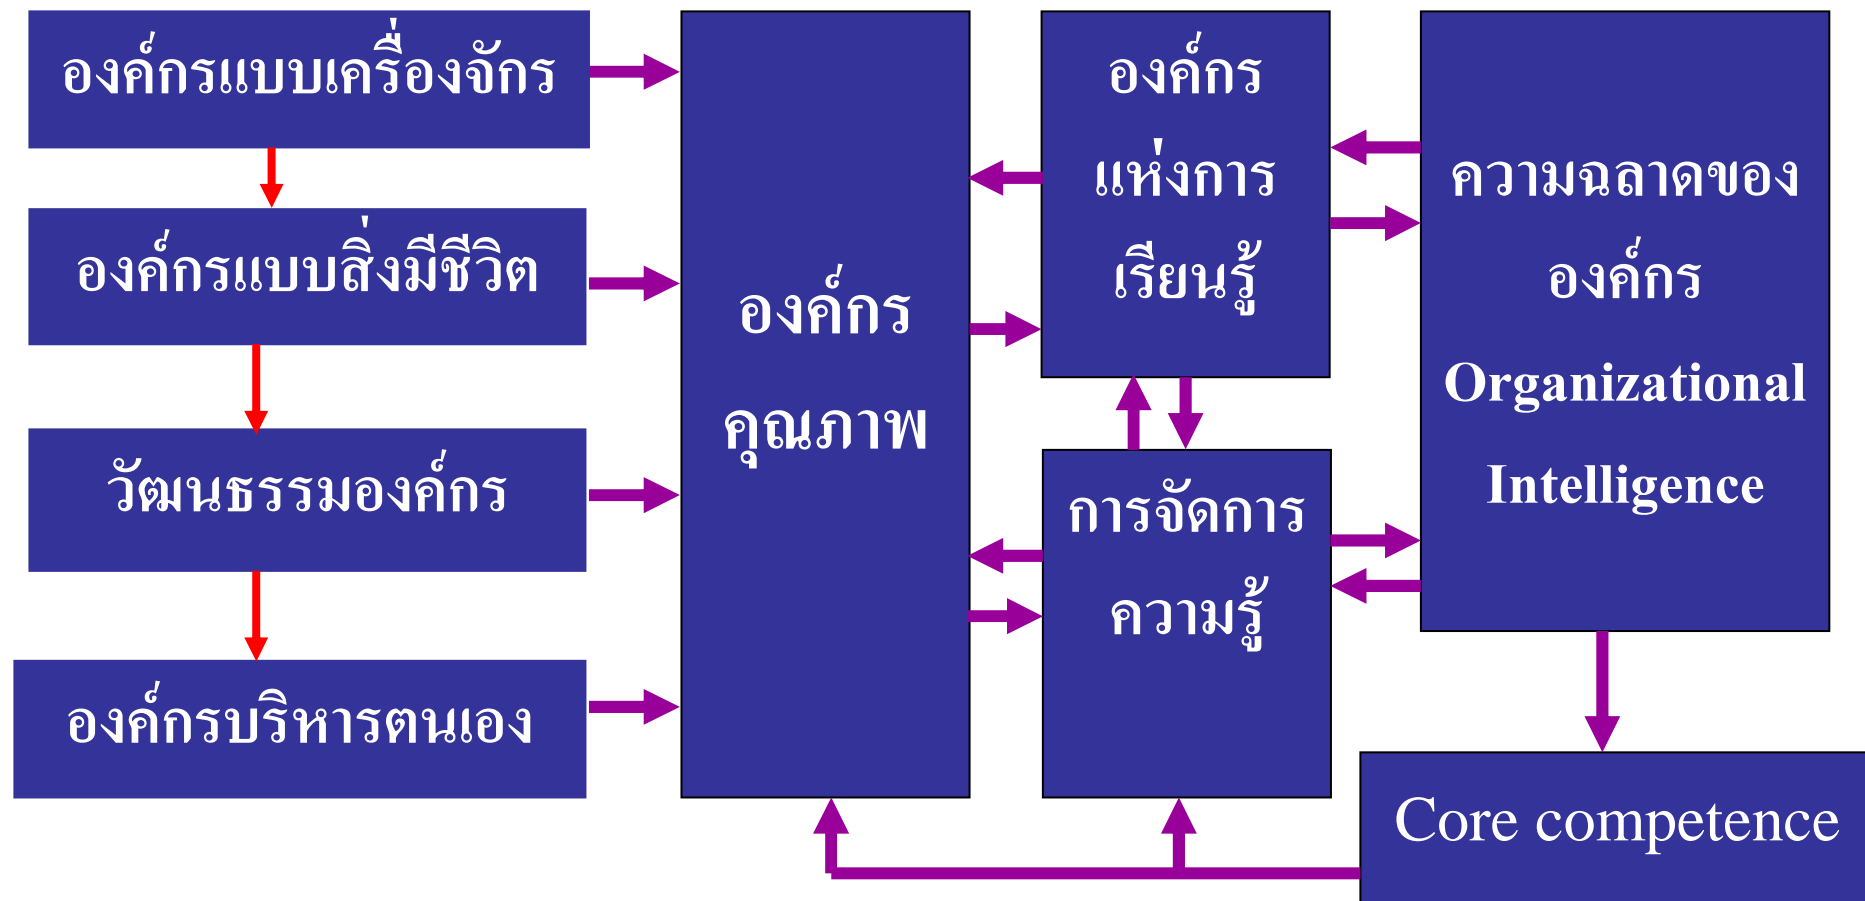 องค์กรแบบเครื่องจักร
องค์กรแบบสิ่งมีชีวิต
วัฒนธรรมองค์กร
องค์กรบริหารตนเอง
องค์กร
คุณภาพ
องค์กร
แห่งการ
เรียนรู้
การจัดการ
ความรู้
ความฉลาดของ
องค์กร
Organizational
Intelligence
Core competence